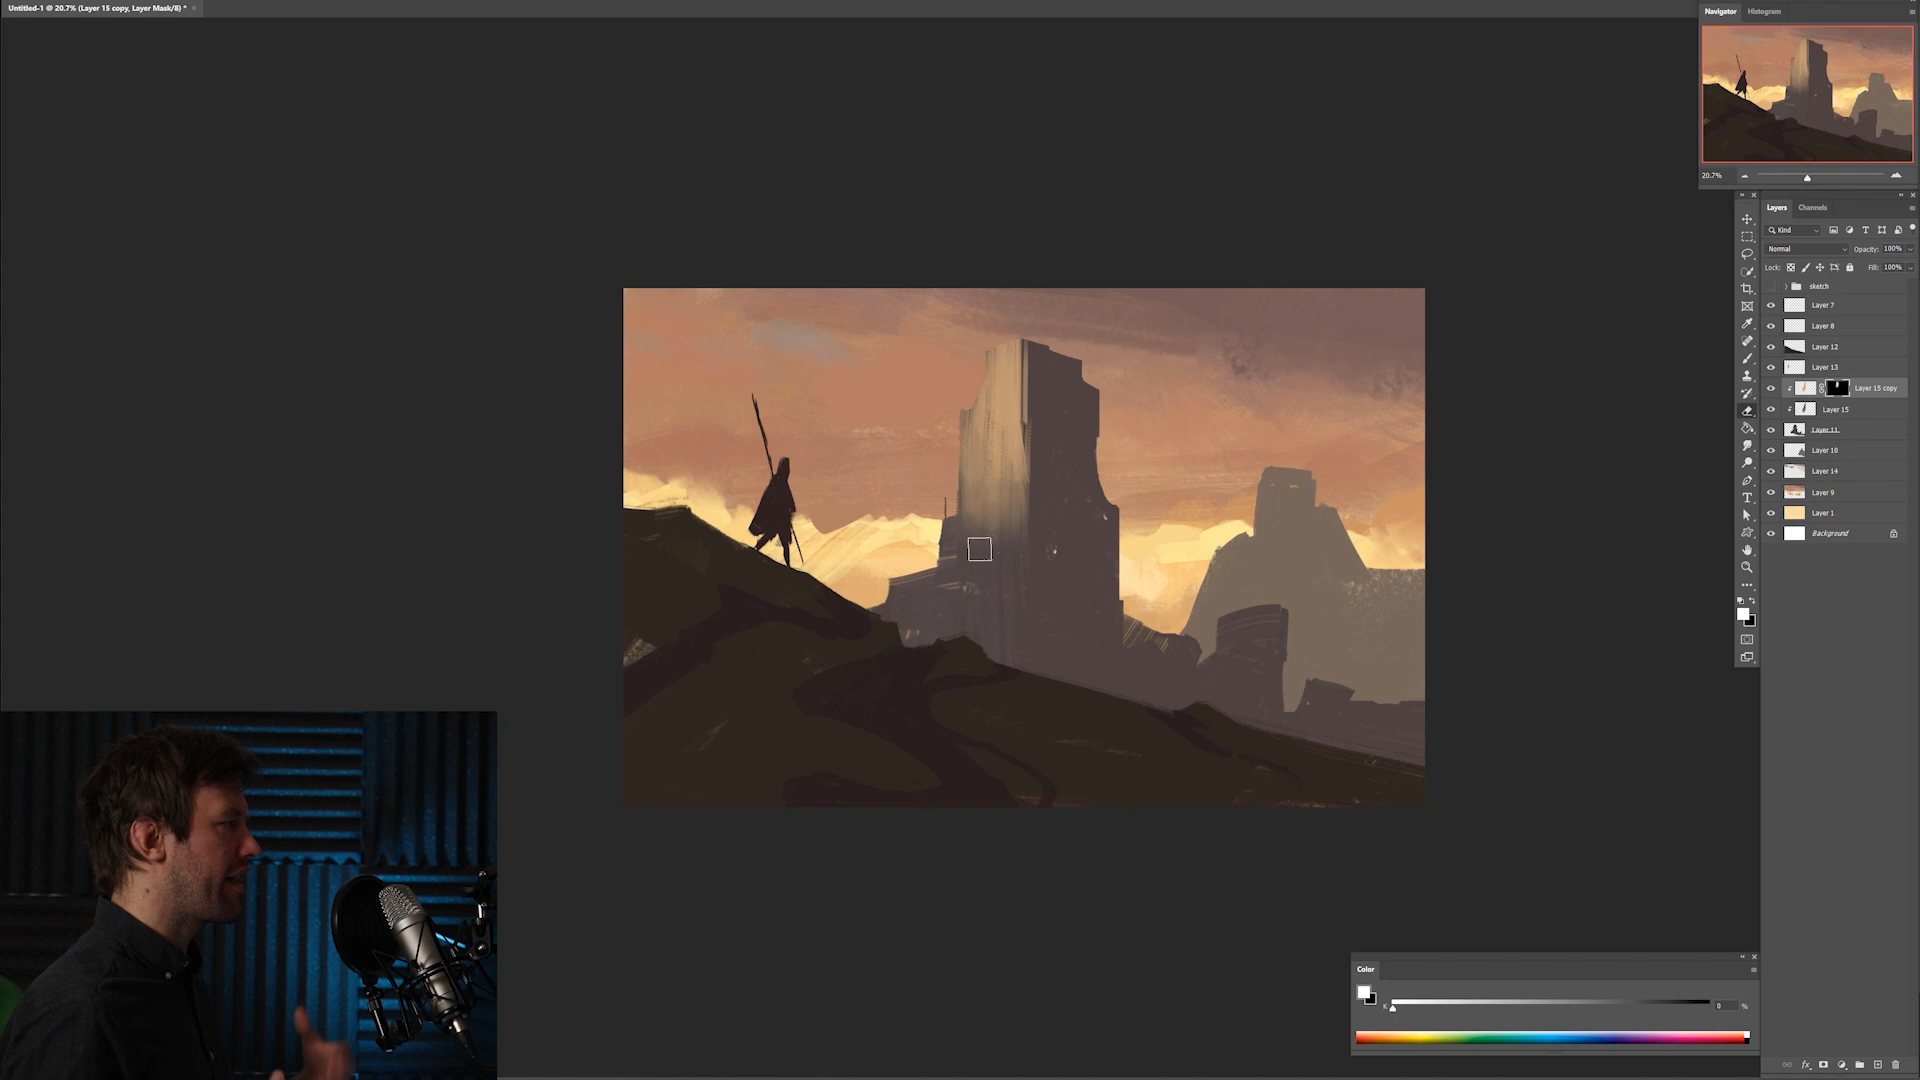 Untitled-1 @ 20.7% (Layer 15 copy, Layer Mask/8) * ×
Navigator Histogram
20.7%
Layers Channels
Kind
Normal Opacity: 100%
Lock: Fill: 100%
sketch
Layer 7
Layer 8
Layer 12
Layer 13
Layer 15 copy
Layer 15
Layer 11
Layer 10
Layer 14
Layer 9
Layer 1
Background
Color
K 0 %
fx